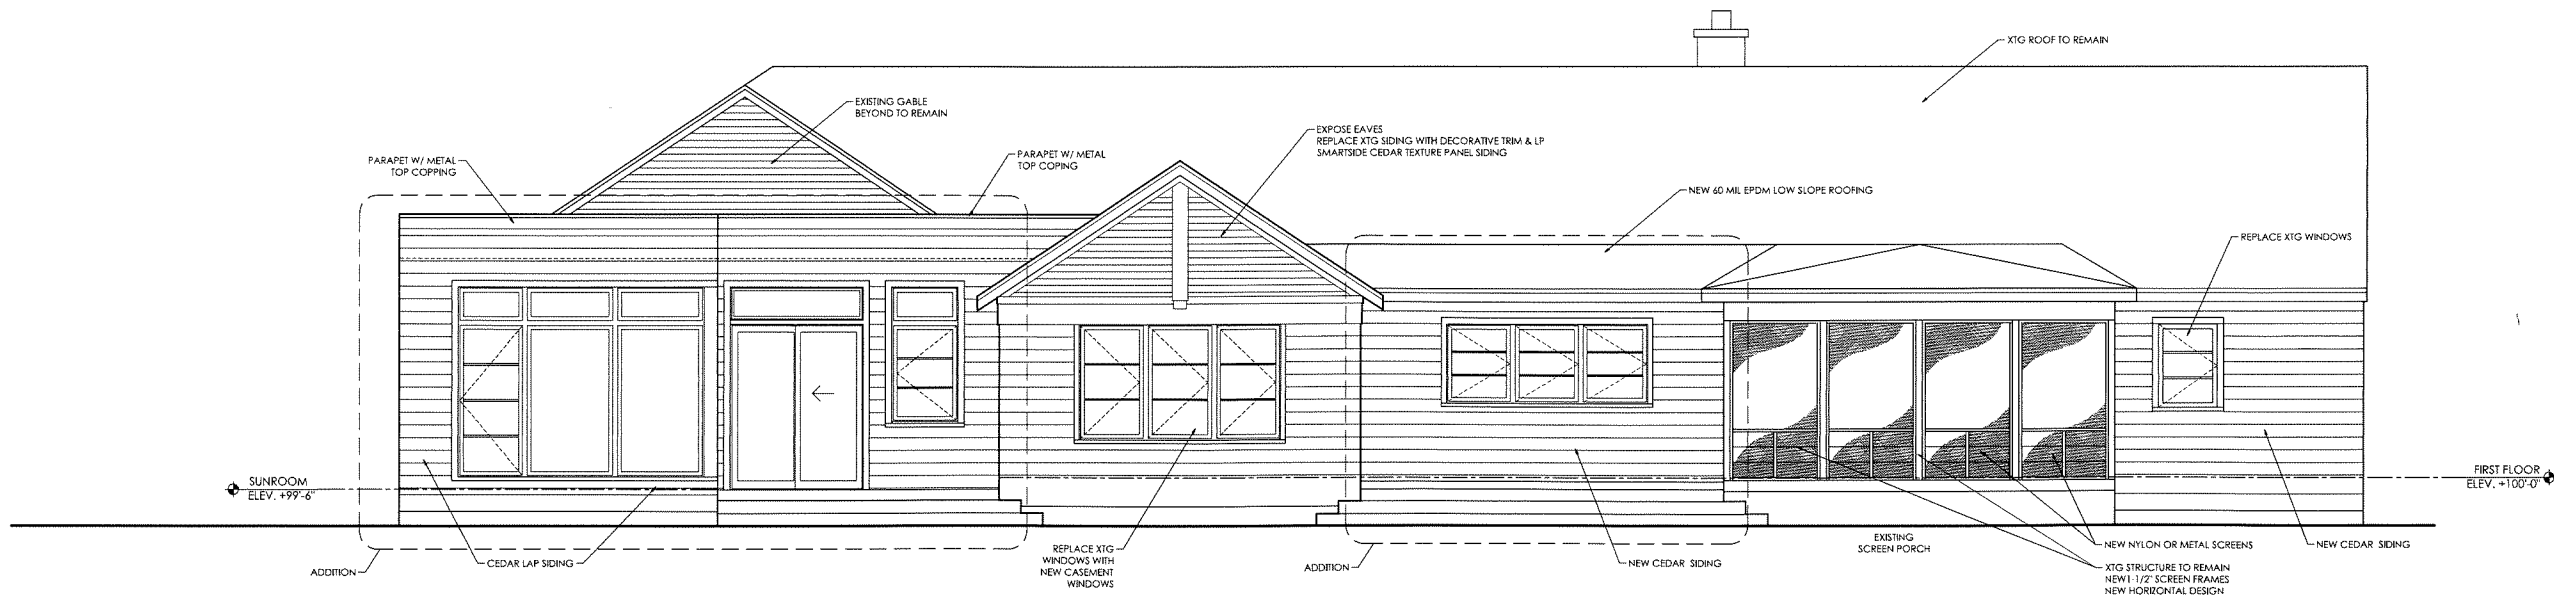 XTG ROOF TO REMAIN
EXISTING GABLE
BEYOND TO REMAIN
EXPOSE EAVES
REPLACE XTG SIDING WITH DECORATIVE TRIM & LP
SMARTSIDE CEDAR TEXTURE PANEL SIDING
PARAPET W/ METAL
TOP COPPING
PARAPET W/ METAL
TOP COPING
NEW 60 MIL EPDM LOW SLOPE ROOFING
REPLACE XTG WINDOWS
SUNROOM
ELEV. +99'-6"
FIRST FLOOR
ELEV. +100'-0"
ADDITION
CEDAR LAP SIDING
REPLACE XTG
WINDOWS WITH
NEW CASEMENT
WINDOWS
ADDITION
NEW CEDAR SIDING
EXISTING
SCREEN PORCH
NEW NYLON OR METAL SCREENS
XTG STRUCTURE TO REMAIN
NEW1-1/2" SCREEN FRAMES
NEW HORIZONTAL DESIGN
NEW CEDAR SIDING